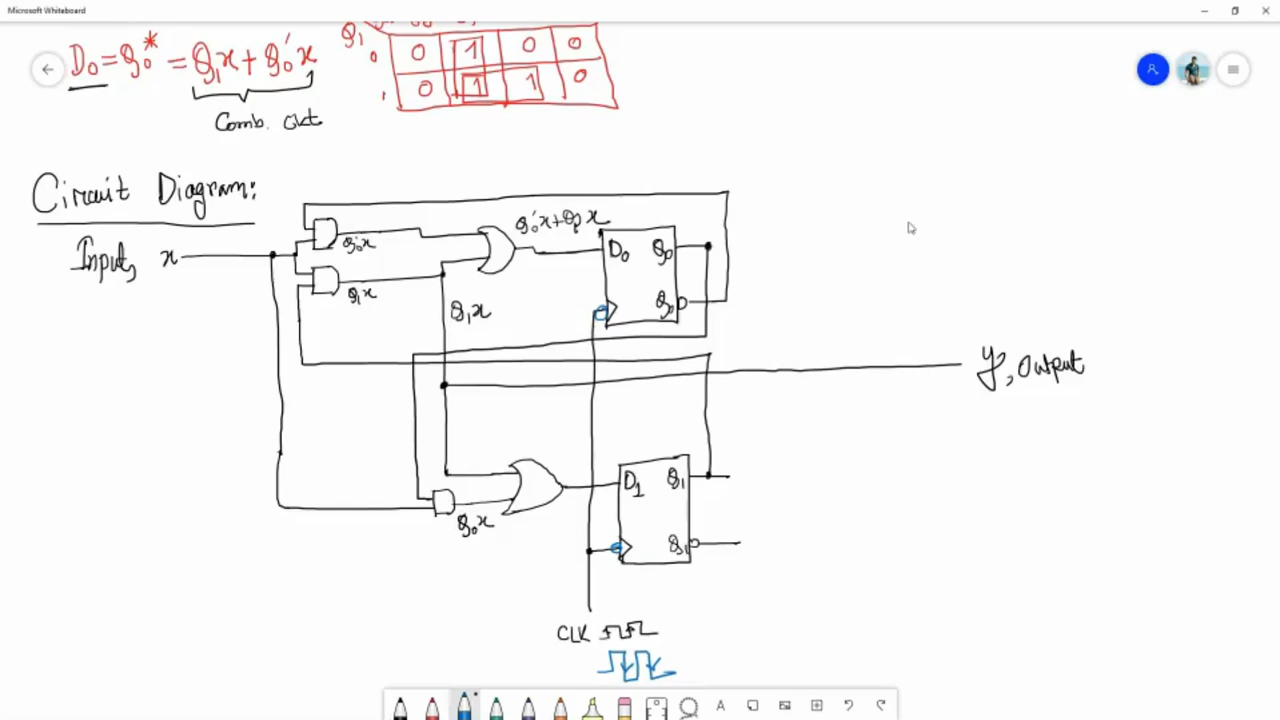 Microsoft Whiteboard
D₀ = Q₀* = Q₁x + Q₀'x
Comb. Ckt
Q₁
0 0 1 0 0
1 0 1 1 0
Circuit Diagram:
Input, x
Q₀'x
Q₁x
Q₀'x+Q₁x
D₀ Q₀
Q₀
Q₁x
y, Output
D₁ Q₁
Q₁
Q₀x
CLK
A